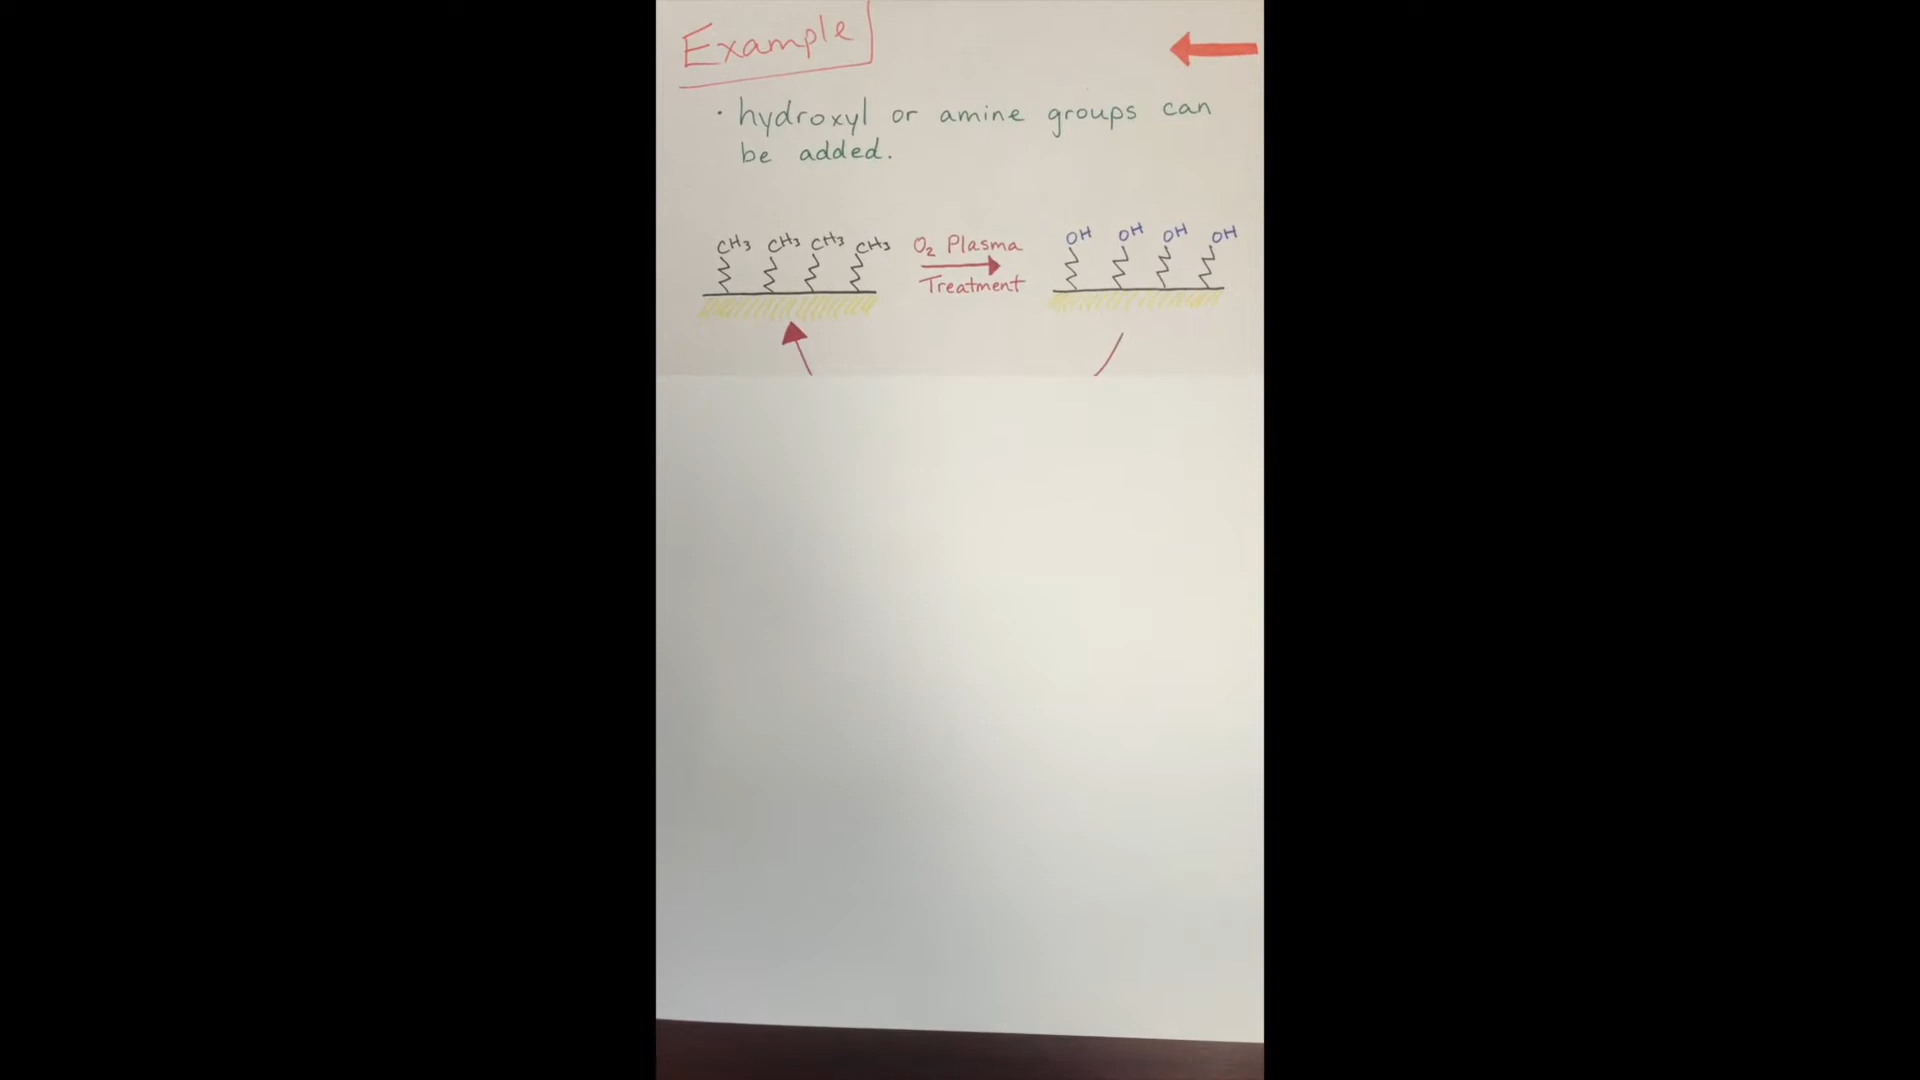 Example
· hydroxyl or amine groups can
be added.
CH3 CH3 CH3 CH3
O2 Plasma
Treatment
OH OH OH OH